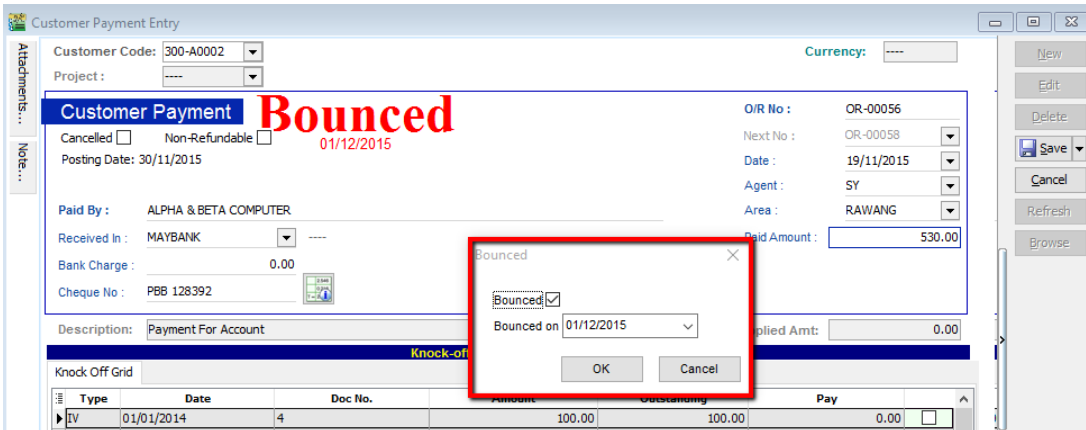 Customer Payment Entry
Attachments...
Note...
Customer Code: 300-A0002 Currency: ----
Project : ----
Customer Payment Bounced
01/12/2015
Cancelled Non-Refundable
Posting Date: 30/11/2015
O/R No : OR-00056
Next No : OR-00058
Date : 19/11/2015
Agent : SY
Area : RAWANG
Paid Amount : 530.00
Paid By : ALPHA & BETA COMPUTER
Received In : MAYBANK ----
Bank Charge : 0.00
Cheque No : PBB 128392
Description: Payment For Account
plied Amt: 0.00
Knock-off
Knock Off Grid
Type Date Doc No. Amount Outstanding Pay
IV 01/01/2014 4 100.00 100.00 0.00
Bounced
Bounced
Bounced on 01/12/2015
OK Cancel
New
Edit
Delete
Save
Cancel
Refresh
Browse